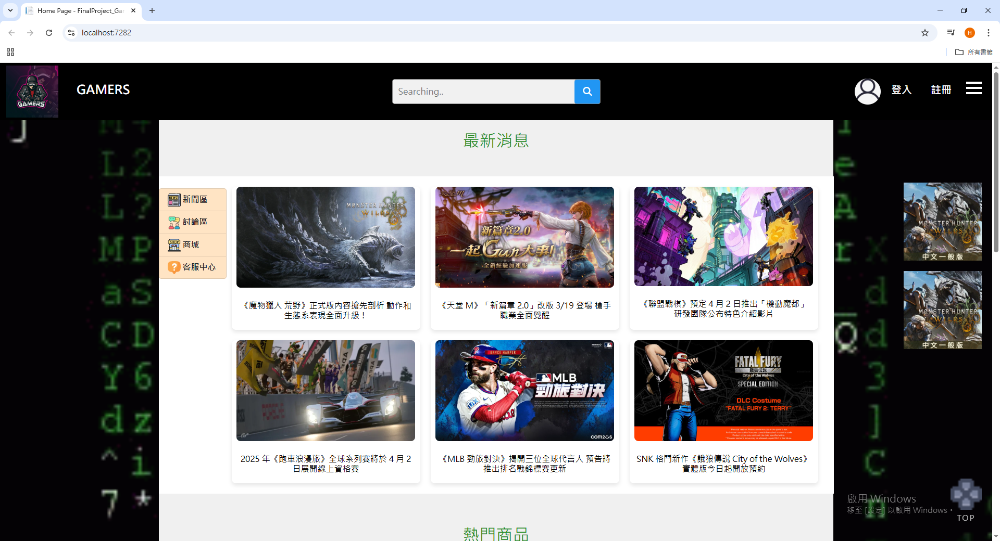 Home Page - FinalProject_Gar
localhost:7282
所有書籤
GAMERS
GAMERS
Searching..
登入
註冊
最新消息
新聞區
討論區
商城
客服中心
NEWS
SHOP
MONSTER HUNTER
WILDS
天堂M
新篇章2.0
一起Gun大事!
全新經驗加速服
《魔物獵人 荒野》正式版內容搶先剖析 動作和
生態系表現全面升級！
《天堂 M》「新篇章 2.0」改版 3/19 登場 槍手
職業全面覺醒
《聯盟戰棋》預定 4 月 2 日推出「機動魔都」
研發團隊公布特色介紹影片
MONSTER HUNTER
WILDS
中文一般版
MONSTER HUNTER
WILDS
中文一般版
BRYCE HARPER
MLB
勁旅對決
com2us
FATAL FURY
餓狼伝説
City of the Wolves
SPECIAL EDITION
DLC Costume
"FATAL FURY 2: TERRY"
2025 年《跑車浪漫旅》全球系列賽將於 4 月 2
日展開線上資格賽
《MLB 勁旅對決》揭開三位全球代言人 預告將
推出排名戰錦標賽更新
SNK 格鬥新作《餓狼傳說 City of the Wolves》
實體版今日起開放預約
啟用 Windows
移至 [設定] 以啟用 Windows。
TOP
熱門商品